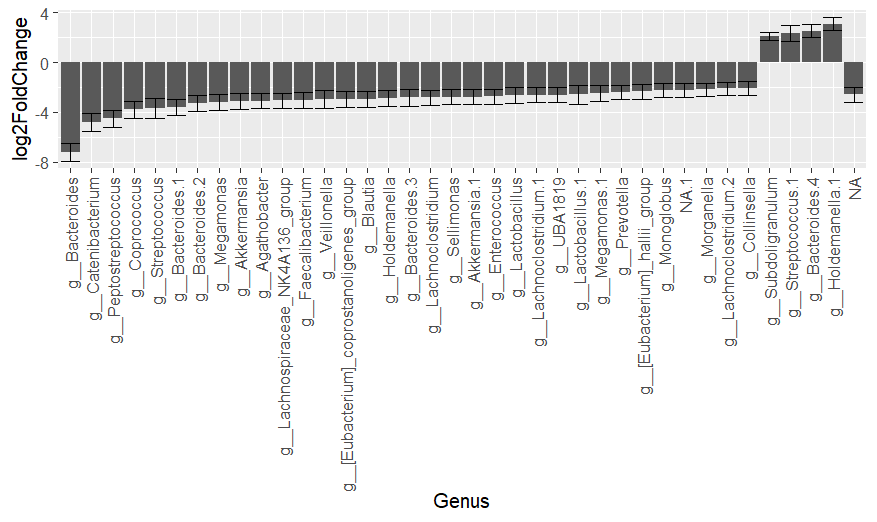 log2FoldChange
4
0
-4
-8
g__Bacteroides
g__Catenibacterium
g__Peptostreptococcus
g__Coprococcus
g__Streptococcus
g__Bacteroides.1
g__Bacteroides.2
g__Megamonas
g__Akkermansia
g__Agathobacter
g__Lachnospiraceae_NK4A136_group
g__Faecalibacterium
g__Veillonella
g__[Eubacterium]_coprostanoligenes_group
g__Blautia
g__Holdemanella
g__Bacteroides.3
g__Lachnoclostridium
g__Sellimonas
g__Akkermansia.1
g__Enterococcus
g__Lactobacillus
g__Lachnoclostridium.1
g__UBA1819
g__Lactobacillus.1
g__Megamonas.1
g__Prevotella
g__[Eubacterium]_hallii_group
g__Monoglobus
NA.1
g__Morganella
g__Lachnoclostridium.2
g__Collinsella
g__Subdoligranulum
g__Streptococcus.1
g__Bacteroides.4
g__Holdemanella.1
NA
Genus